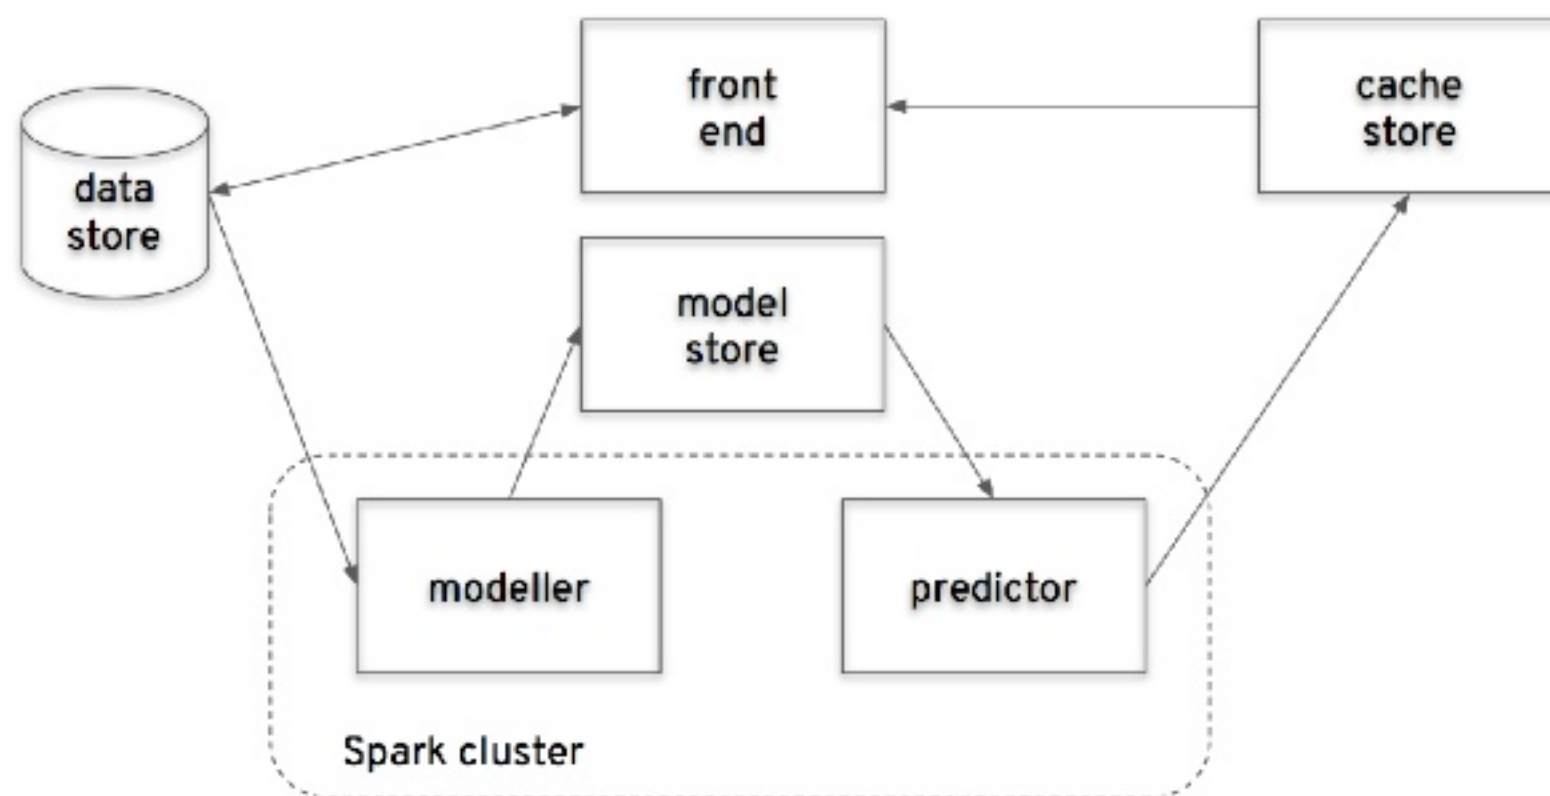 front
end
cache
store
data
store
model
store
modeller
predictor
Spark cluster